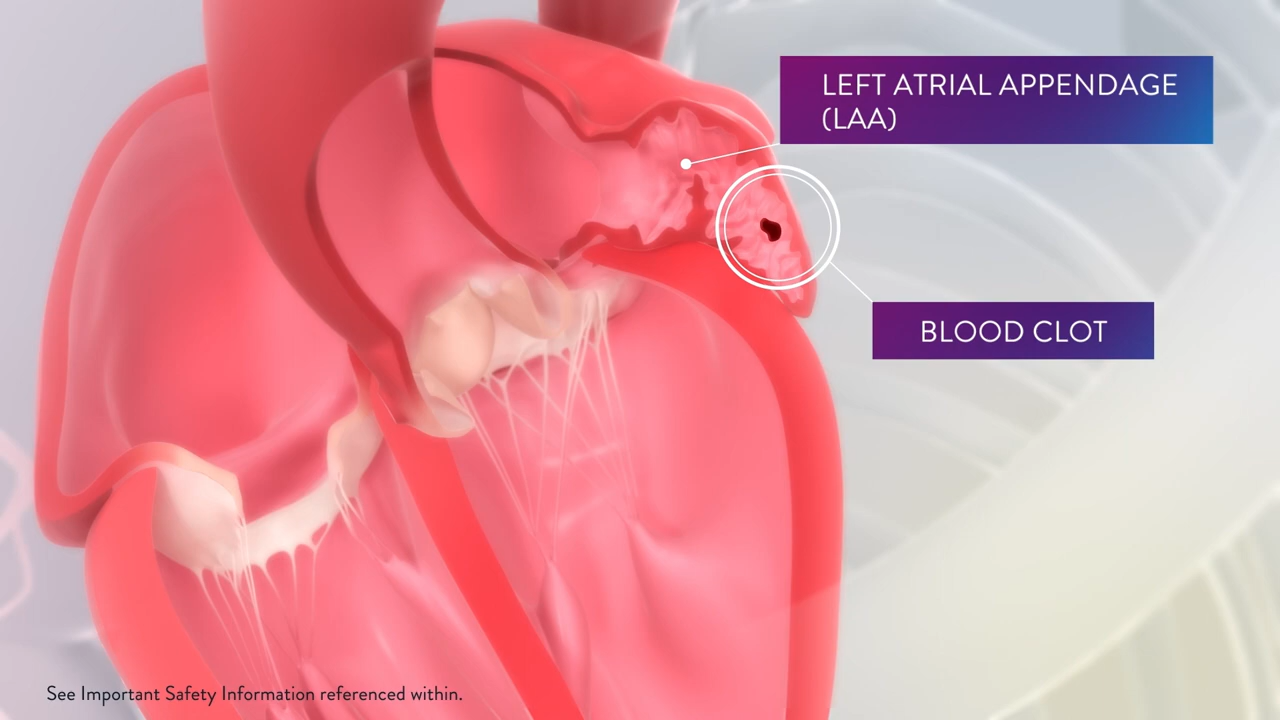 LEFT ATRIAL APPENDAGE
(LAA)
BLOOD CLOT
See Important Safety Information referenced within.